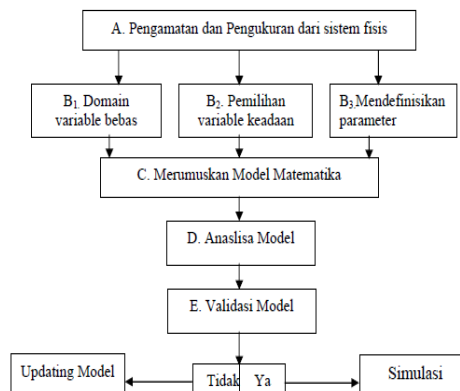 A. Pengamatan dan Pengukuran dari sistem fisis
B1. Domain
variable bebas
B2. Pemilihan
variable keadaan
B3.Mendefinisikan
parameter
C. Merumuskan Model Matematika
D. Anaslisa Model
E. Validasi Model
Updating Model
Tidak
Ya
Simulasi